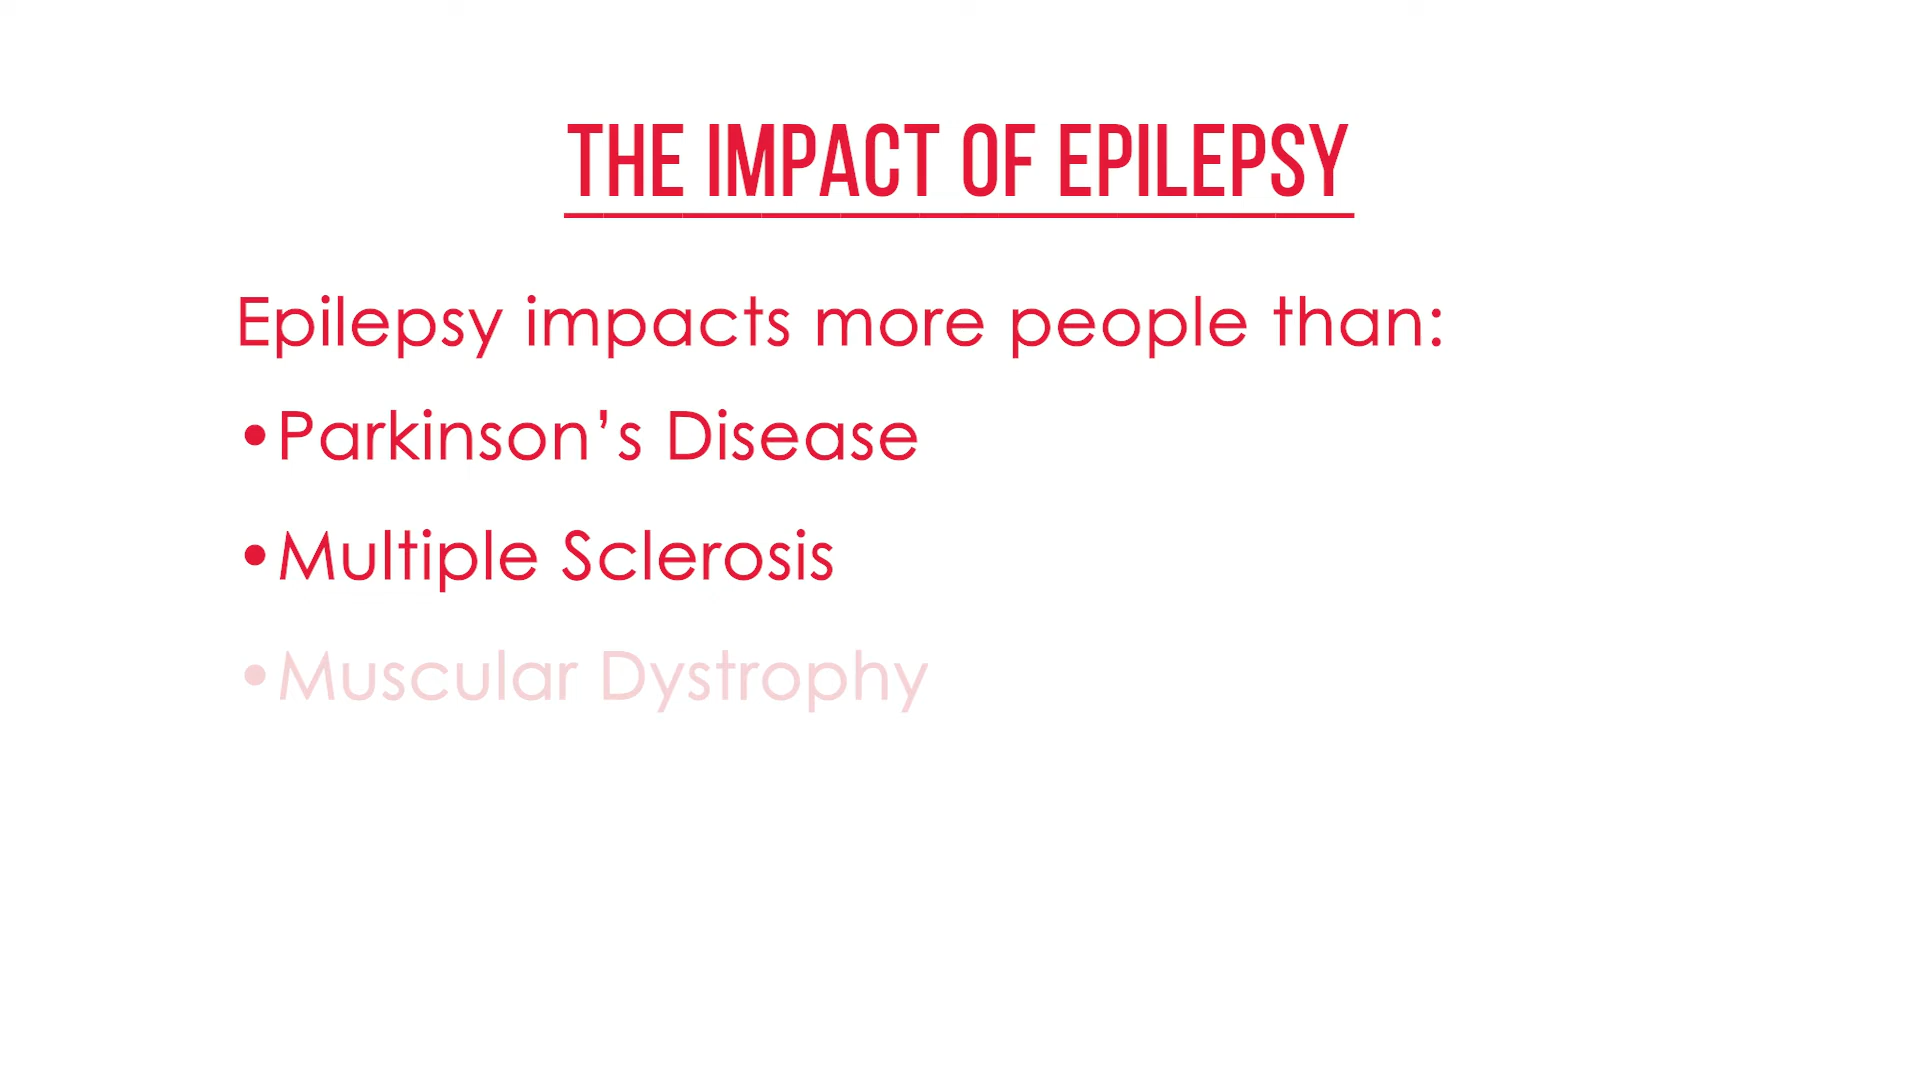 THE IMPACT OF EPILEPSY
Epilepsy impacts more people than:
•Parkinson’s Disease
•Multiple Sclerosis
•Muscular Dystrophy